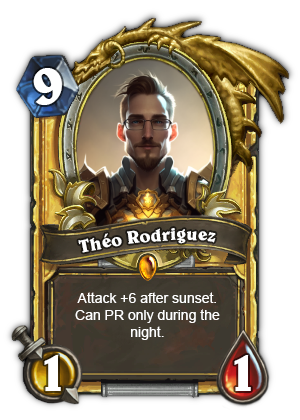 9
Théo Rodriguez
Attack +6 after sunset.
Can PR only during the
night.
1
1